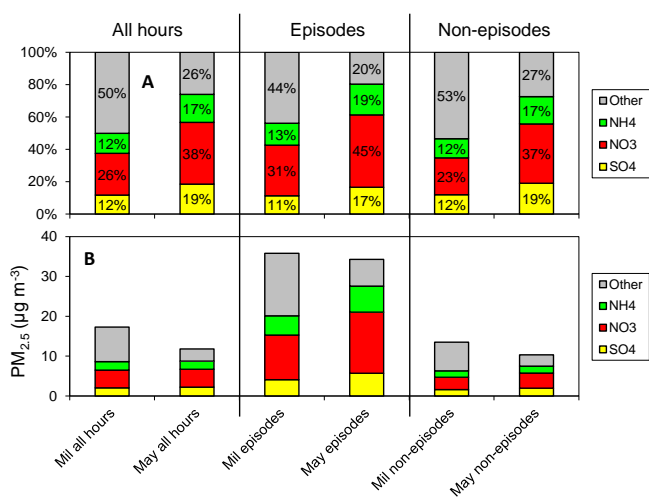 All hours Episodes Non-episodes
100%
80%
60%
40%
20%
0%
A
50% 26% 44% 20% 53% 27%
12% 17% 13% 19% 12% 17%
26% 38% 31% 45% 23% 37%
12% 19% 11% 17% 12% 19%
Other
NH4
NO3
SO4
B
PM2.5 (µg m-3)
40
30
20
10
0
Other
NH4
NO3
SO4
Mil all hours
May all hours
Mil episodes
May episodes
Mil non-episodes
May non-episodes